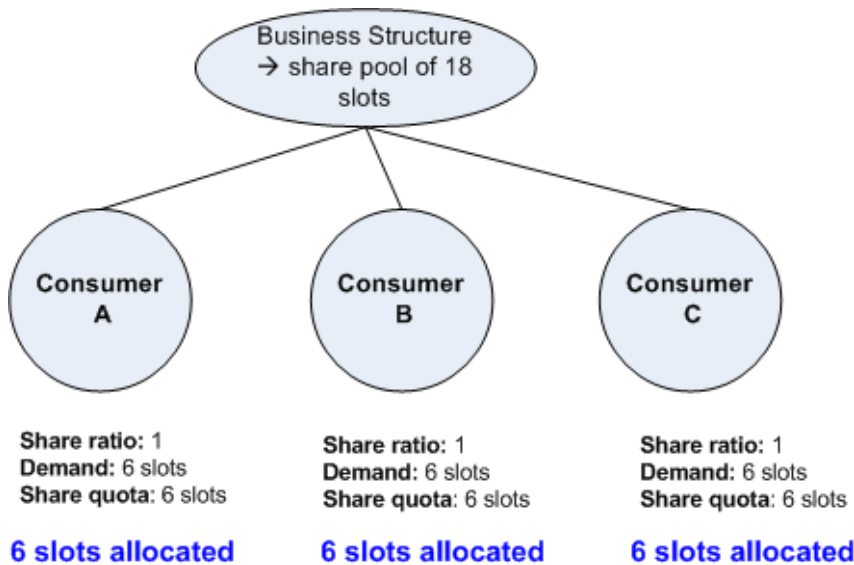 Business Structure
→ share pool of 18
slots
Consumer
A
Consumer
B
Consumer
C
Share ratio: 1
Demand: 6 slots
Share quota: 6 slots
6 slots allocated
Share ratio: 1
Demand: 6 slots
Share quota: 6 slots
6 slots allocated
Share ratio: 1
Demand: 6 slots
Share quota: 6 slots
6 slots allocated